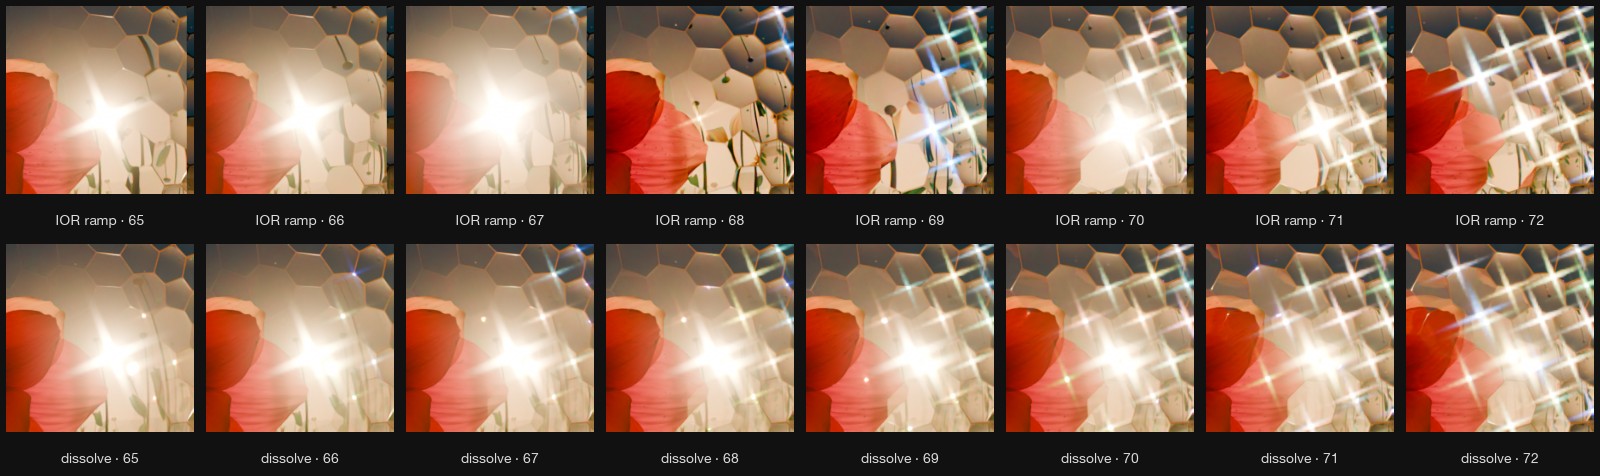 IOR ramp · 65
IOR ramp · 66
IOR ramp · 67
IOR ramp · 68
IOR ramp · 69
IOR ramp · 70
IOR ramp · 71
IOR ramp · 72
dissolve · 65
dissolve · 66
dissolve · 67
dissolve · 68
dissolve · 69
dissolve · 70
dissolve · 71
dissolve · 72